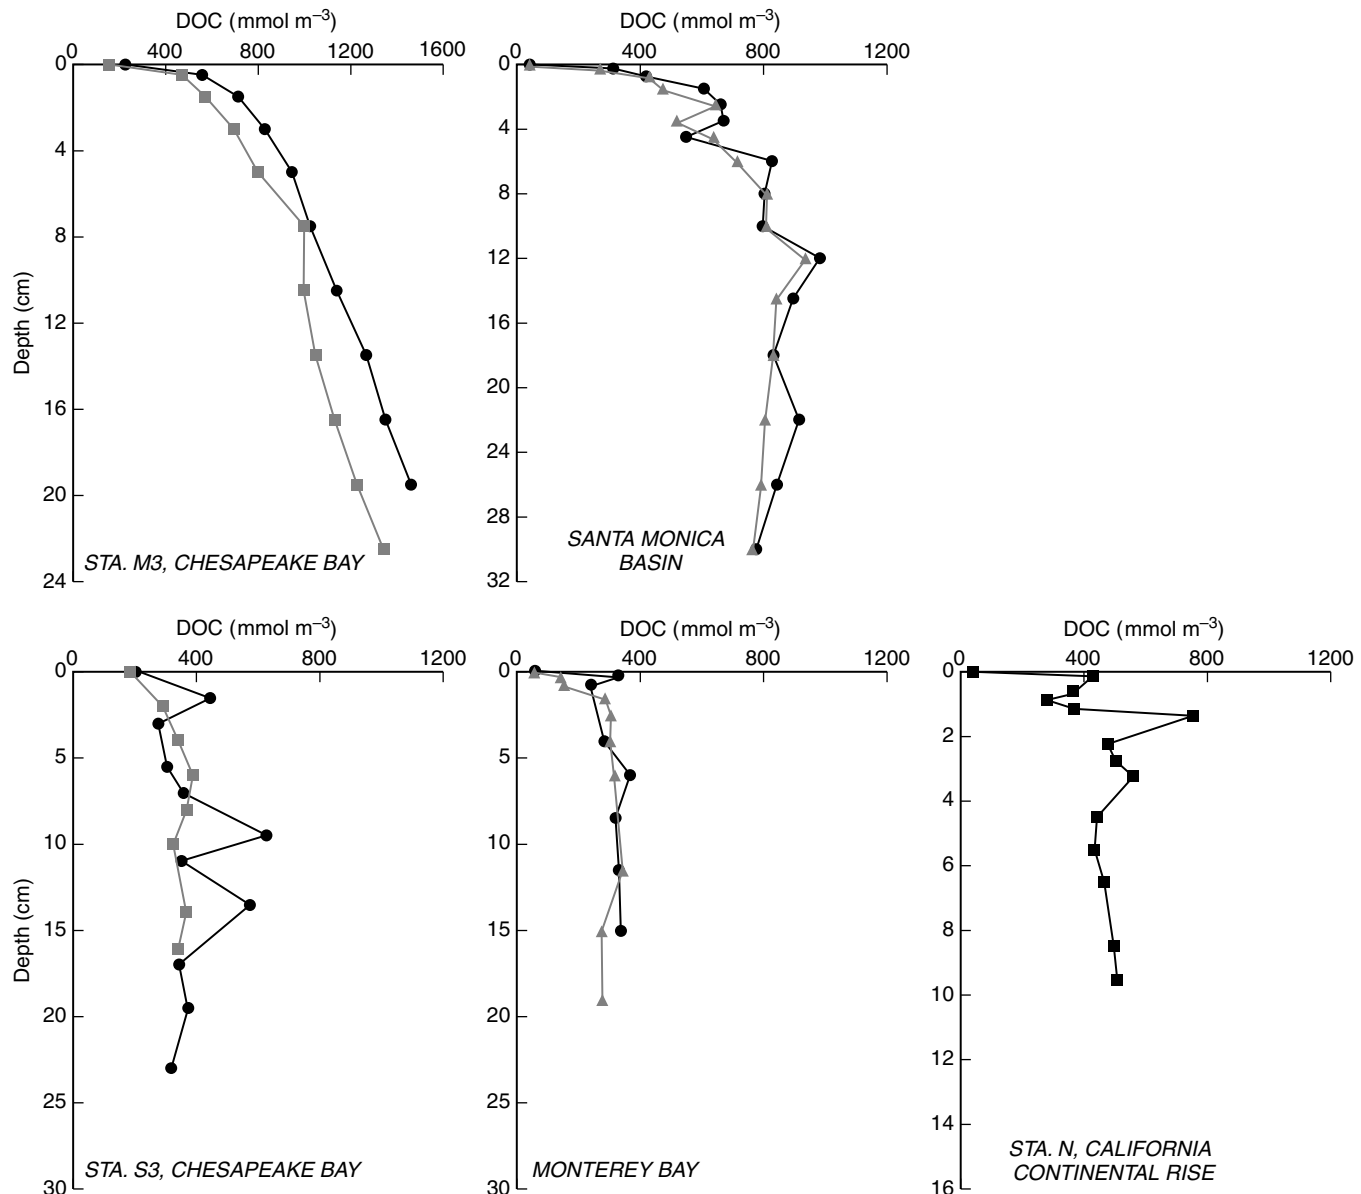 DOC (mmol m–3)
0 400 800 1200 1600
0
4
8
12
16
20
24
Depth (cm)
STA. M3, CHESAPEAKE BAY
DOC (mmol m–3)
0 400 800 1200
0
4
8
12
16
20
24
28
32
SANTA MONICA
BASIN
DOC (mmol m–3)
0 400 800 1200
0
5
10
15
20
25
30
Depth (cm)
STA. S3, CHESAPEAKE BAY
DOC (mmol m–3)
0 400 800 1200
0
5
10
15
20
25
30
MONTEREY BAY
DOC (mmol m–3)
0 400 800 1200
0
2
4
6
8
10
12
14
16
STA. N, CALIFORNIA
CONTINENTAL RISE